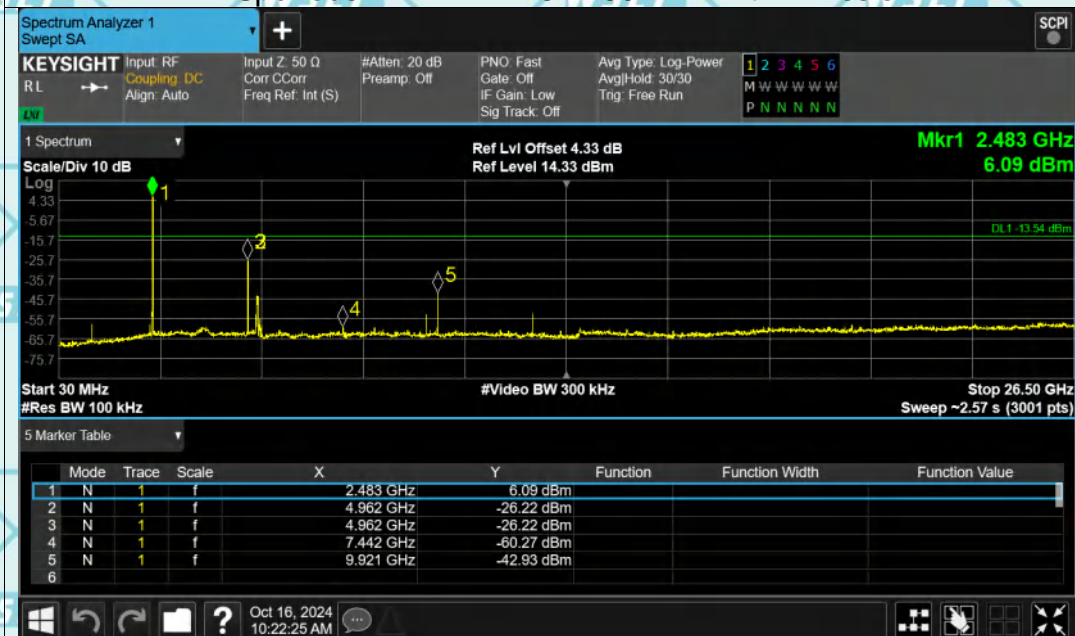 Spectrum Analyzer 1
Swept SA
+
SCPI
KEYSIGHT
RL
LNI
Input: RF
Coupling: DC
Align: Auto
Input Z: 50 Ω
Corr CCorr
Freq Ref: Int (S)
#Atten: 20 dB
Preamp: Off
PNO: Fast
Gate: Off
IF Gain: Low
Sig Track: Off
Avg Type: Log-Power
Avg|Hold: 30/30
Trig: Free Run
1 2 3 4 5 6
M W W W W W
P N N N N N
1 Spectrum
Scale/Div 10 dB
Ref Lvl Offset 4.33 dB
Ref Level 14.33 dBm
Mkr1 2.483 GHz
6.09 dBm
Log
4.33
-5.67
-15.7
-25.7
-35.7
-45.7
-55.7
-65.7
-75.7
1
3
4
5
DL1 -13.54 dBm
Start 30 MHz
#Res BW 100 kHz
#Video BW 300 kHz
Stop 26.50 GHz
Sweep ~2.57 s (3001 pts)
5 Marker Table
Mode Trace Scale X Y Function Function Width Function Value
1 N 1 f 2.483 GHz 6.09 dBm
2 N 1 f 4.962 GHz -26.22 dBm
3 N 1 f 4.962 GHz -26.22 dBm
4 N 1 f 7.442 GHz -60.27 dBm
5 N 1 f 9.921 GHz -42.93 dBm
6
?
Oct 16, 2024
10:22:25 AM